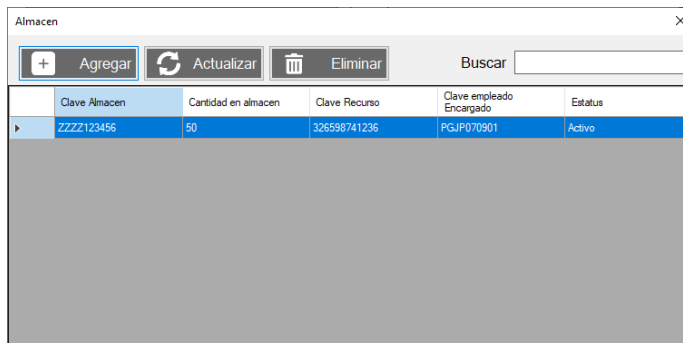 Almacen
Agregar Actualizar Eliminar Buscar
Clave Almacen Cantidad en almacen Clave Recurso Clave empleado Encargado Estatus
ZZZZ123456 50 326598741236 PGJP070901 Activo